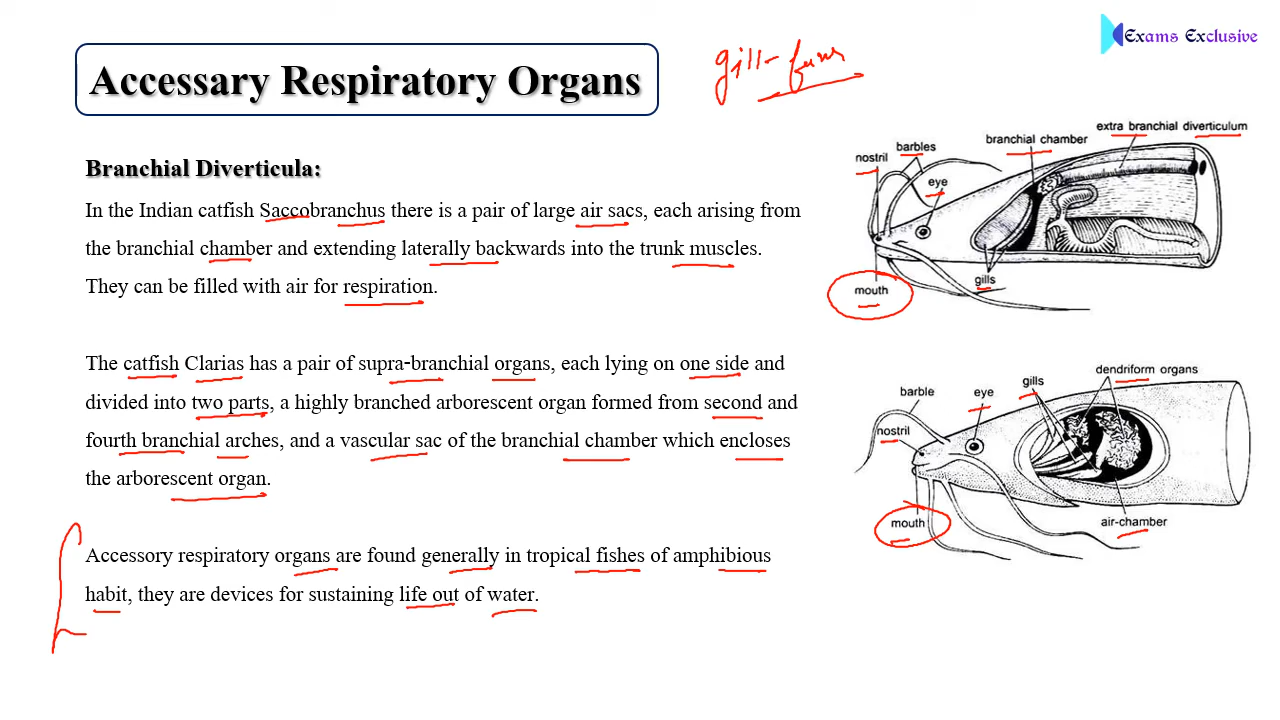 Exams Exclusive
Accessary Respiratory Organs
gill-
Branchial Diverticula:
In the Indian catfish Saccobranchus there is a pair of large air sacs, each arising from
the branchial chamber and extending laterally backwards into the trunk muscles.
They can be filled with air for respiration.
The catfish Clarias has a pair of supra-branchial organs, each lying on one side and
divided into two parts, a highly branched arborescent organ formed from second and
fourth branchial arches, and a vascular sac of the branchial chamber which encloses
the arborescent organ.
Accessory respiratory organs are found generally in tropical fishes of amphibious
habit, they are devices for sustaining life out of water.
extra branchial diverticulum
branchial chamber
barbles
nostril
eye
gills
mouth
dendriform organs
gills
eye
barble
nostril
mouth
air-chamber